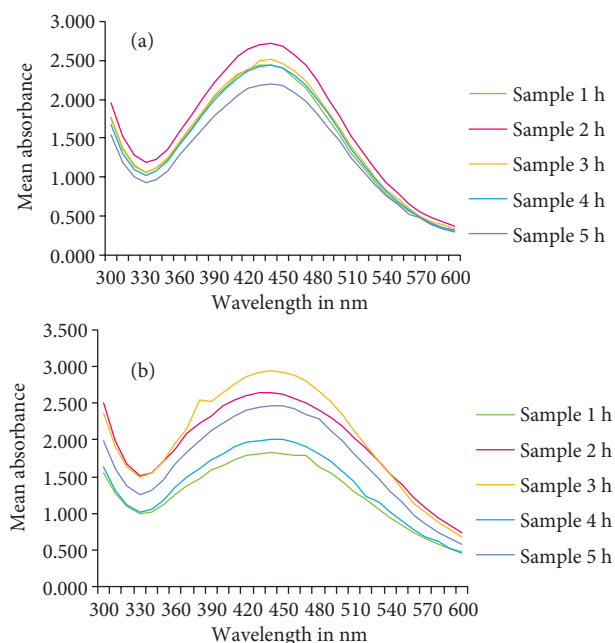 (a)
Mean absorbance
3.000
2.500
2.000
1.500
1.000
0.500
0.000
300 330 360 390 420 450 480 510 540 570 600
Wavelength in nm
Sample 1 h
Sample 2 h
Sample 3 h
Sample 4 h
Sample 5 h
(b)
Mean absorbance
3.500
3.000
2.500
2.000
1.500
1.000
0.500
0.000
300 330 360 390 420 450 480 510 540 570 600
Wavelength in nm
Sample 1 h
Sample 2 h
Sample 3 h
Sample 4 h
Sample 5 h